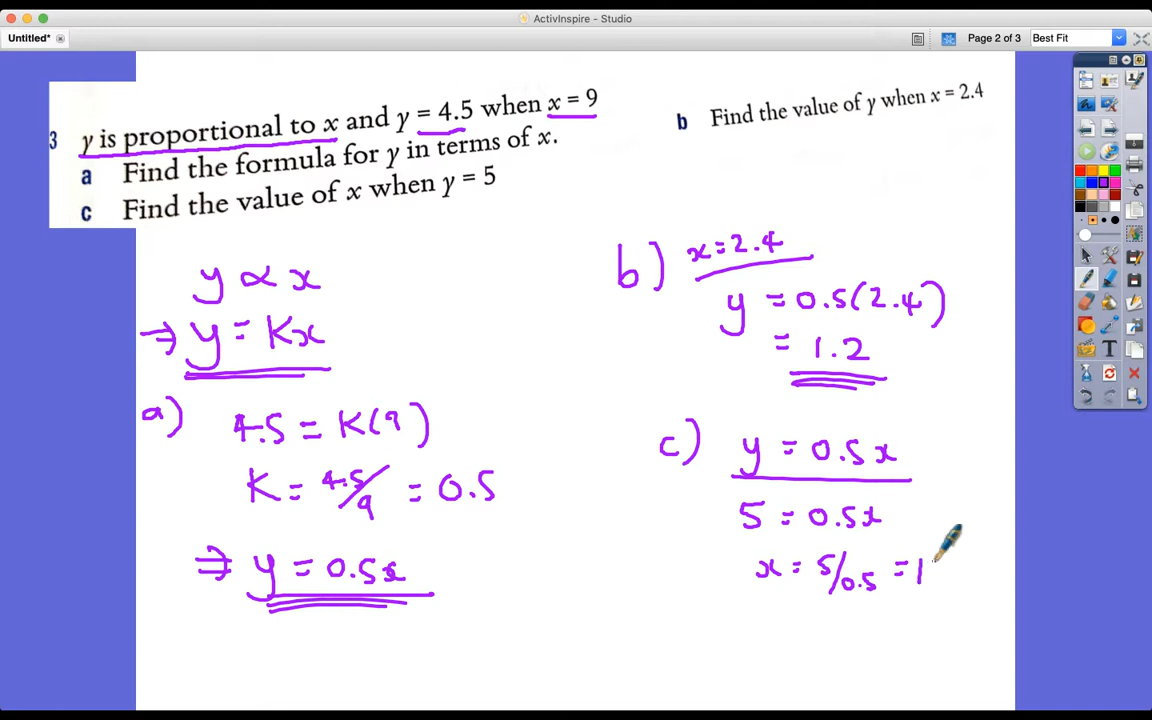 ActivInspire - Studio
Untitled*
Page 2 of 3
Best Fit
3 y is proportional to x and y = 4.5 when x = 9
a Find the formula for y in terms of x.
c Find the value of x when y = 5
b Find the value of y when x = 2.4
y ∝ x
⇒ y = Kx
a) 4.5 = K(9)
K = 4.5/9 = 0.5
⇒ y = 0.5x
b) x = 2.4
y = 0.5(2.4)
= 1.2
c) y = 0.5x
5 = 0.5x
x = 5/0.5 = 1
T